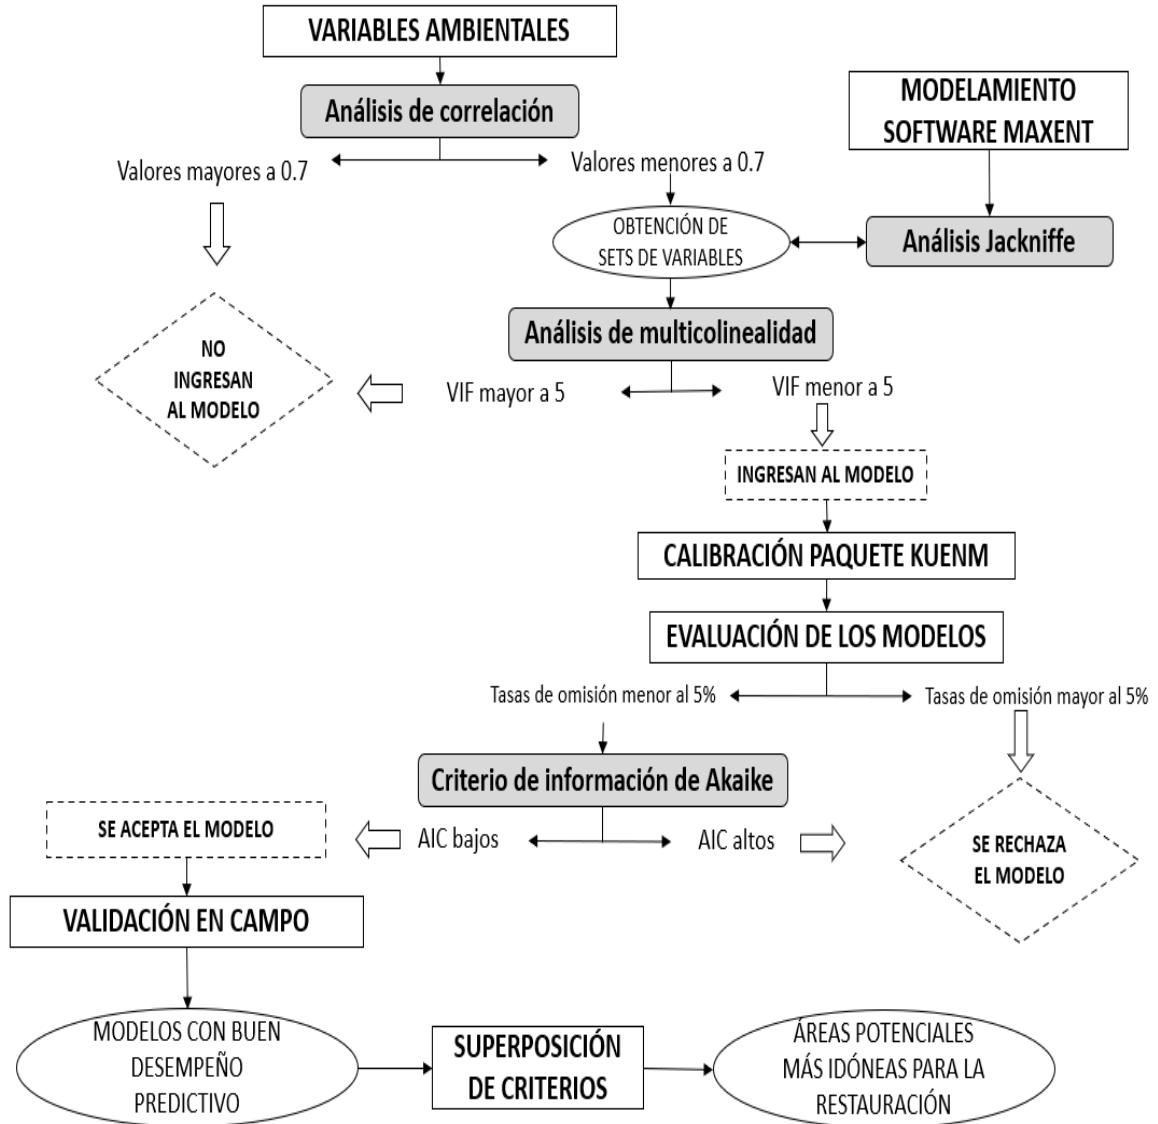 VARIABLES AMBIENTALES
Análisis de correlación
MODELAMIENTO
SOFTWARE MAXENT
Valores mayores a 0.7
Valores menores a 0.7
OBTENCIÓN DE
SETS DE VARIABLES
Análisis Jackniffe
Análisis de multicolinealidad
NO
INGRESAN
AL MODELO
VIF mayor a 5
VIF menor a 5
INGRESAN AL MODELO
CALIBRACIÓN PAQUETE KUENM
EVALUACIÓN DE LOS MODELOS
Tasas de omisión menor al 5%
Tasas de omisión mayor al 5%
Criterio de información de Akaike
SE ACEPTA EL MODELO
AIC bajos
AIC altos
SE RECHAZA
EL MODELO
VALIDACIÓN EN CAMPO
MODELOS CON BUEN
DESEMPEÑO
PREDICTIVO
SUPERPOSICIÓN
DE CRITERIOS
ÁREAS POTENCIALES
MÁS IDÓNEAS PARA LA
RESTAURACIÓN